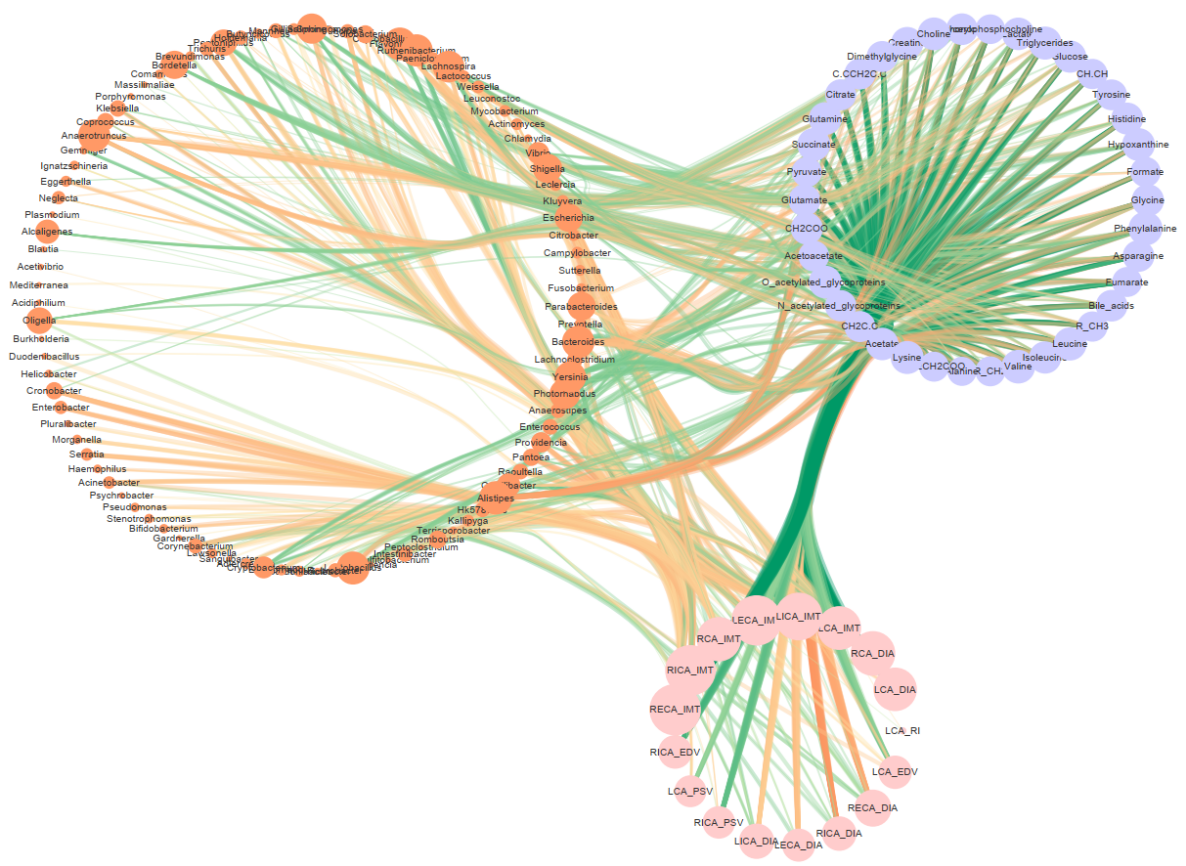 Trichuris
Brevundimonas
Bordetella
Massilimaliae
Porphyromonas
Klebsiella
Coprococcus
Anaerotruncus
Gemmiger
Ignatzschineria
Eggerthella
Neglecta
Plasmodium
Alcaligenes
Blautia
Acetivibrio
Mediterranea
Acidiphilium
Oligella
Burkholderia
Duodenibacillus
Helicobacter
Cronobacter
Enterobacter
Pluralibacter
Morganella
Serratia
Haemophilus
Acinetobacter
Psychrobacter
Pseudomonas
Stenotrophomonas
Bifidobacterium
Gardnerella
Corynebacterium
Lawsonella
Ruthenibacterium
Lachnospira
Lactococcus
Weissella
Leuconostoc
Mycobacterium
Actinomyces
Chlamydia
Vibrio
Shigella
Leclercia
Kluyvera
Escherichia
Citrobacter
Campylobacter
Sutterella
Fusobacterium
Parabacteroides
Prevotella
Bacteroides
Lachnoclostridium
Yersinia
Photorhabdus
Anaerostipes
Enterococcus
Providencia
Pantoea
Raoultella
Alistipes
Kallipyga
Terrisporobacter
Romboutsia
Peptoclostridium
Intestinibacter
Choline
Creatin
Dimethylglycine
C.CCH2C.C
Citrate
Glutamine
Succinate
Pyruvate
Glutamate
CH2COO
Acetoacetate
O_acetylated_glycoproteins
N_acetylated_glycoproteins
CH2C.C
Acetate
Lysine
Valine
Isoleucine
Leucine
R_CH3
Bile_acids
Fumarate
Asparagine
Phenylalanine
Glycine
Formate
Hypoxanthine
Histidine
Tyrosine
CH.CH
Glucose
Triglycerides
LECA_IM
LICA_IMT
LCA_IMT
RCA_IMT
RCA_DIA
RICA_IMT
LCA_DIA
RECA_IMT
LCA_RI
RICA_EDV
LCA_EDV
LCA_PSV
RECA_DIA
RICA_PSV
RICA_DIA
LICA_DIA
LECA_DIA